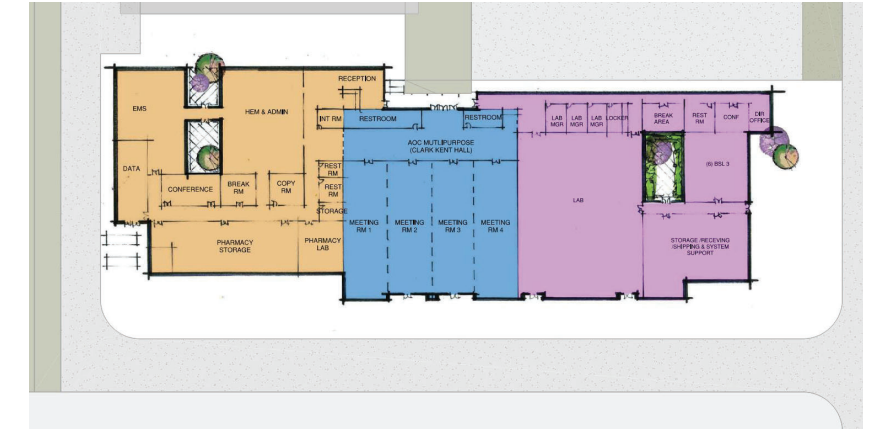 RECEPTION
EMS
HEM & ADMIN
INT RM
RESTROOM
RESTROOM
LAB
MGR
LAB
MGR
LAB
MGR
LOCKER
BREAK
AREA
REST
RM
CONF
DIR
OFFICE
AOC MUTLIPURPOSE
(CLARK KENT HALL)
DATA
CONFERENCE
BREAK
RM
COPY
RM
REST
RM
REST
RM
STORAGE
(6) BSL 3
LAB
MEETING
RM 1
MEETING
RM 2
MEETING
RM 3
MEETING
RM 4
PHARMACY
STORAGE
PHARMACY
LAB
STORAGE /RECEVING
/SHIPPING & SYSTEM
SUPPORT